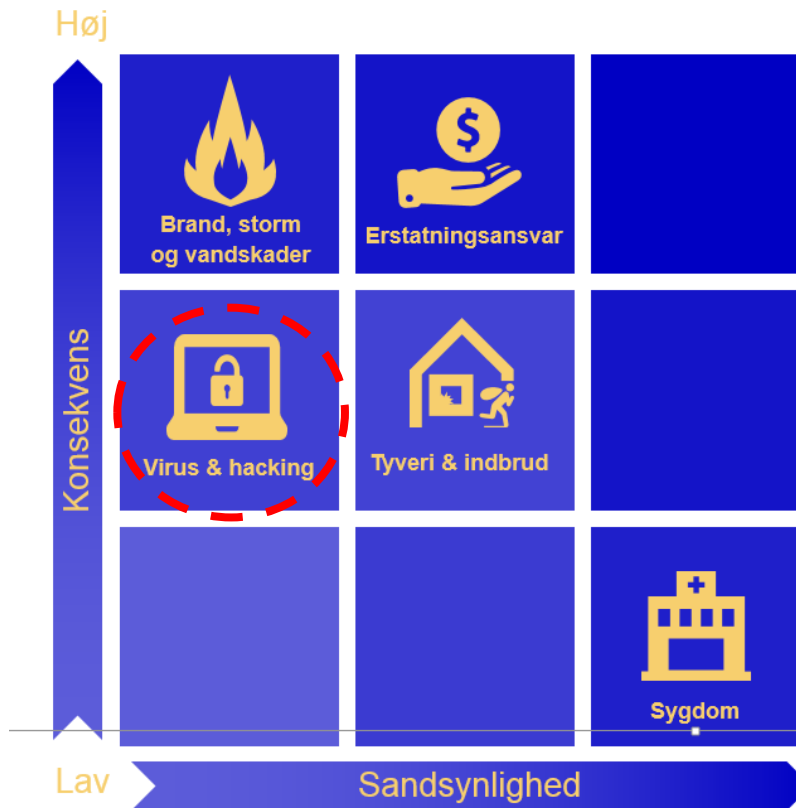 Høj
$
Brand, storm
og vandskader
Erstatningsansvar
Konsekvens
Virus & hacking
Tyveri & indbrud
Sygdom
Lav
Sandsynlighed